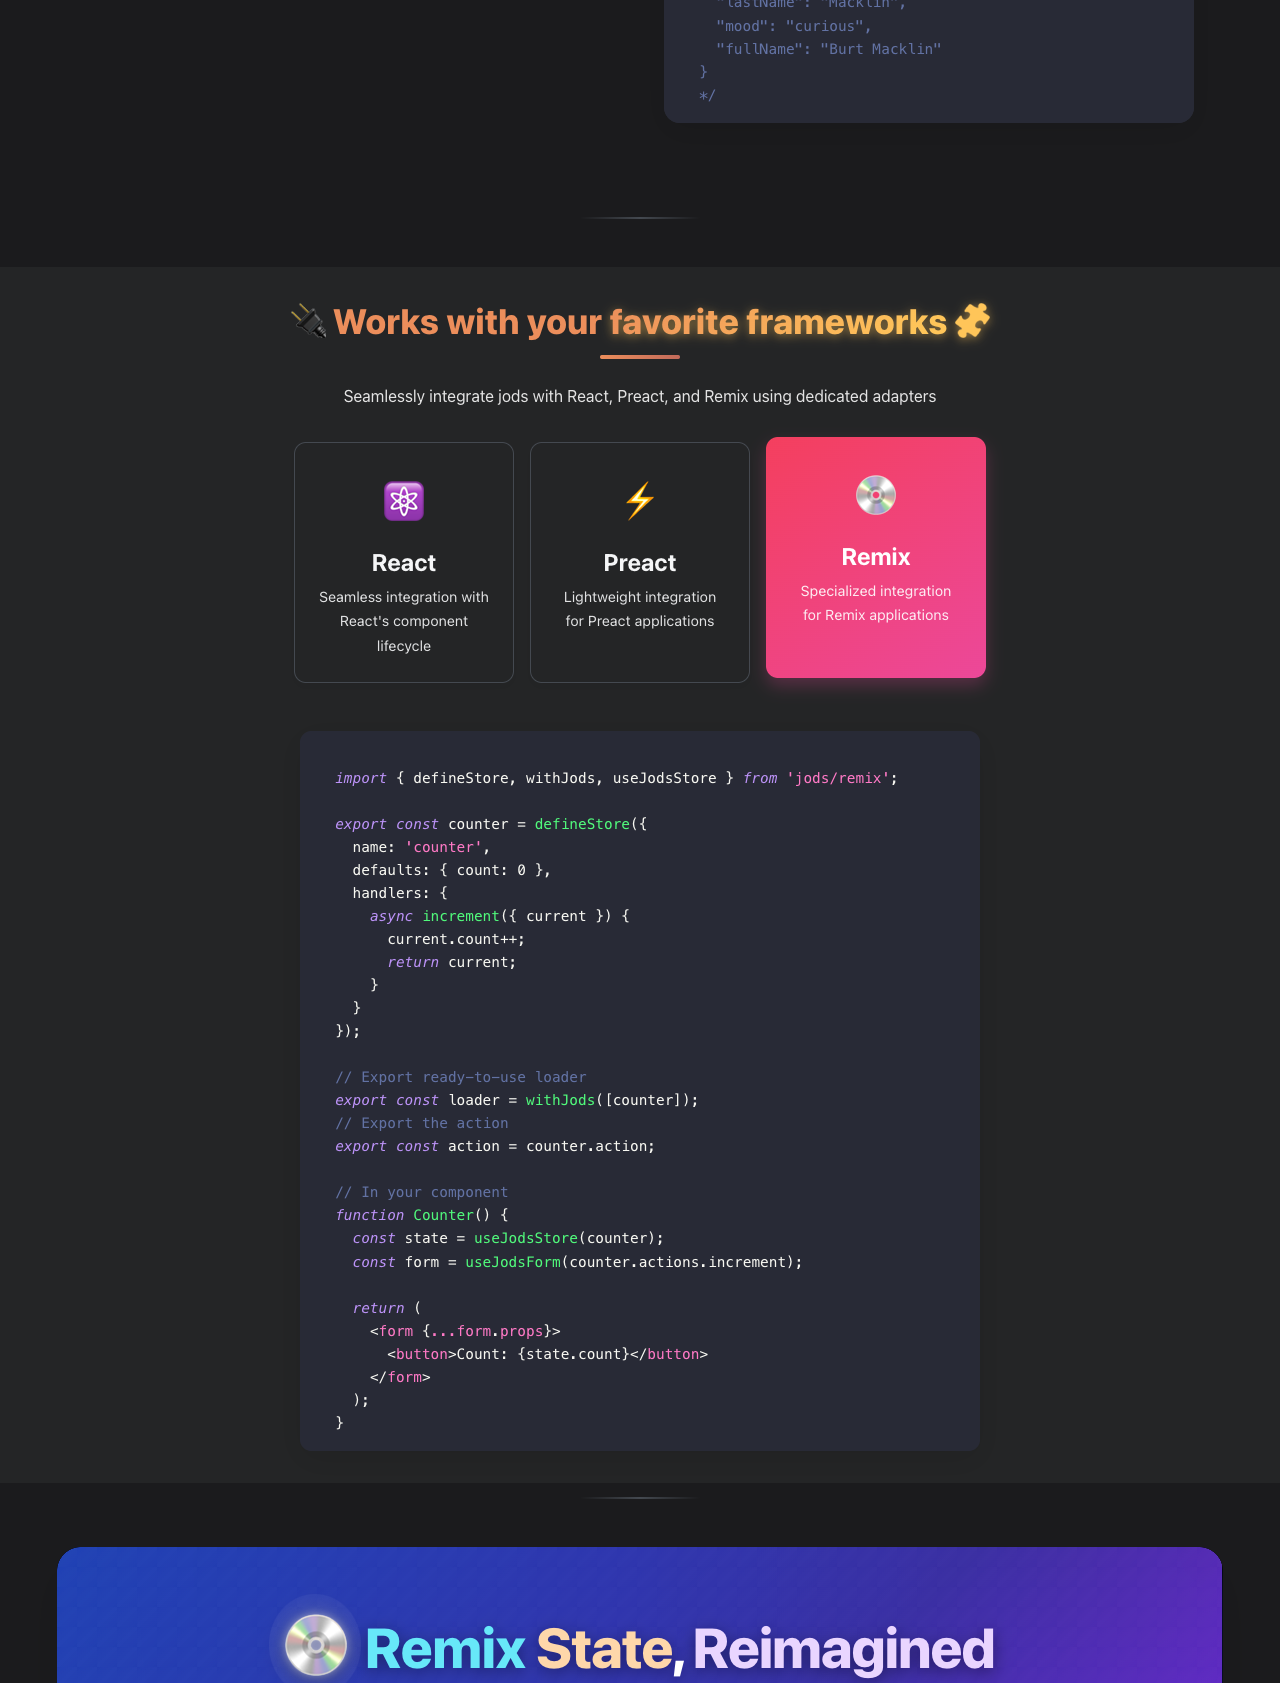 "lastName": "Macklin",
"mood": "curious",
"fullName": "Burt Macklin"
}
*/
Works with your favorite frameworks
Seamlessly integrate jods with React, Preact, and Remix using dedicated adapters
React
Seamless integration with
React's component
lifecycle
Preact
Lightweight integration
for Preact applications
Remix
Specialized integration
for Remix applications
import { defineStore, withJods, useJodsStore } from 'jods/remix';
export const counter = defineStore({
  name: 'counter',
  defaults: { count: 0 },
  handlers: {
    async increment({ current }) {
      current.count++;
      return current;
    }
  }
});
// Export ready-to-use loader
export const loader = withJods([counter]);
// Export the action
export const action = counter.action;
// In your component
function Counter() {
  const state = useJodsStore(counter);
  const form = useJodsForm(counter.actions.increment);
  return (
    <form {...form.props}>
      <button>Count: {state.count}</button>
    </form>
  );
}
Remix State, Reimagined